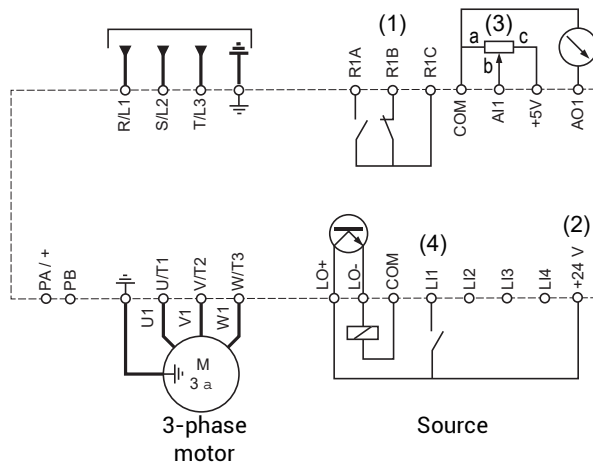 (1)
(3)
a
c
b
R1A
R1B
R1C
COM
AI1
+5V
AO1
R/L1
S/L2
T/L3
(4)
(2)
PA / +
PB
U/T1
V/T2
W/T3
U1
V1
W1
M
3 a
LO+
LO-
COM
LI1
LI2
LI3
LI4
+24 V
3-phase
motor
Source